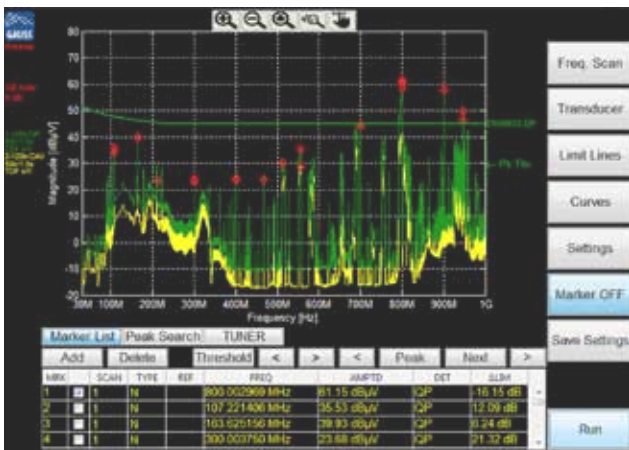 GAUSS
80
70
60
50
40
30
20
10
0
-10
-20
Magnitude [dBµV]
30M 100M 200M 300M 400M 500M 600M 700M 800M 900M 1G
Frequency [Hz]
Freq. Scan
Transducer
Limit Lines
Curves
Settings
Marker OFF
Save Settings
Run
Marker List Peak Search TUNER
Add Delete Threshold < > < Peak Next >
MRK SCAN TYPE REF FREQ AMPTD DET
1 1 N 800.002969 MHz 61.15 dBµV QP -16.15 dB
2 1 N 107.221406 MHz 35.53 dBµV QP 12.09 dB
3 1 N 163.625156 MHz 39.93 dBµV QP 6.24 dB
4 1 N 300.003750 MHz 23.68 dBµV QP 21.32 dB